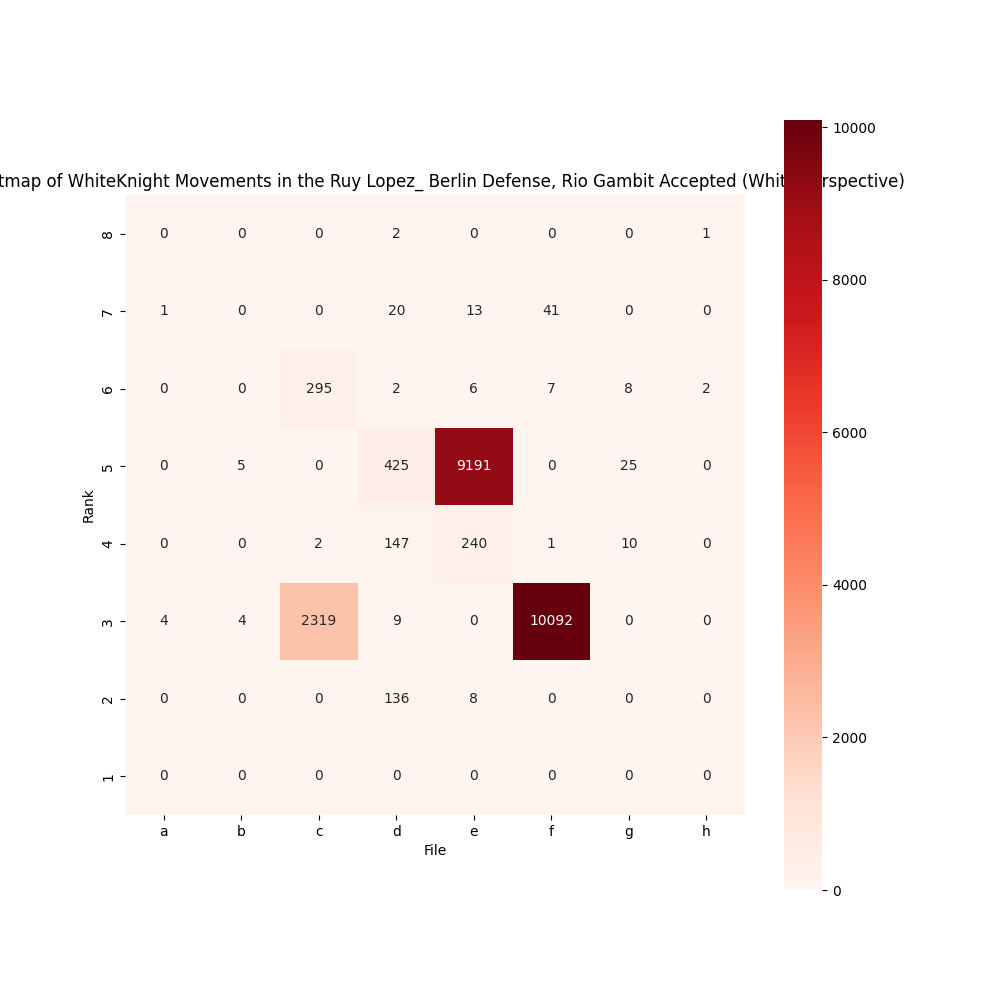 tmap of WhiteKnight Movements in the Ruy Lopez_ Berlin Defense, Rio Gambit Accepted (Whit rspective)
10000
8000
6000
4000
2000
0
Rank
8 0 0 0 2 0 0 0 1
7 1 0 0 20 13 41 0 0
6 0 0 295 2 6 7 8 2
5 0 5 0 425 9191 0 25 0
4 0 0 2 147 240 1 10 0
3 4 4 2319 9 0 10092 0 0
2 0 0 0 136 8 0 0 0
1 0 0 0 0 0 0 0 0
a b c d e f g h
File